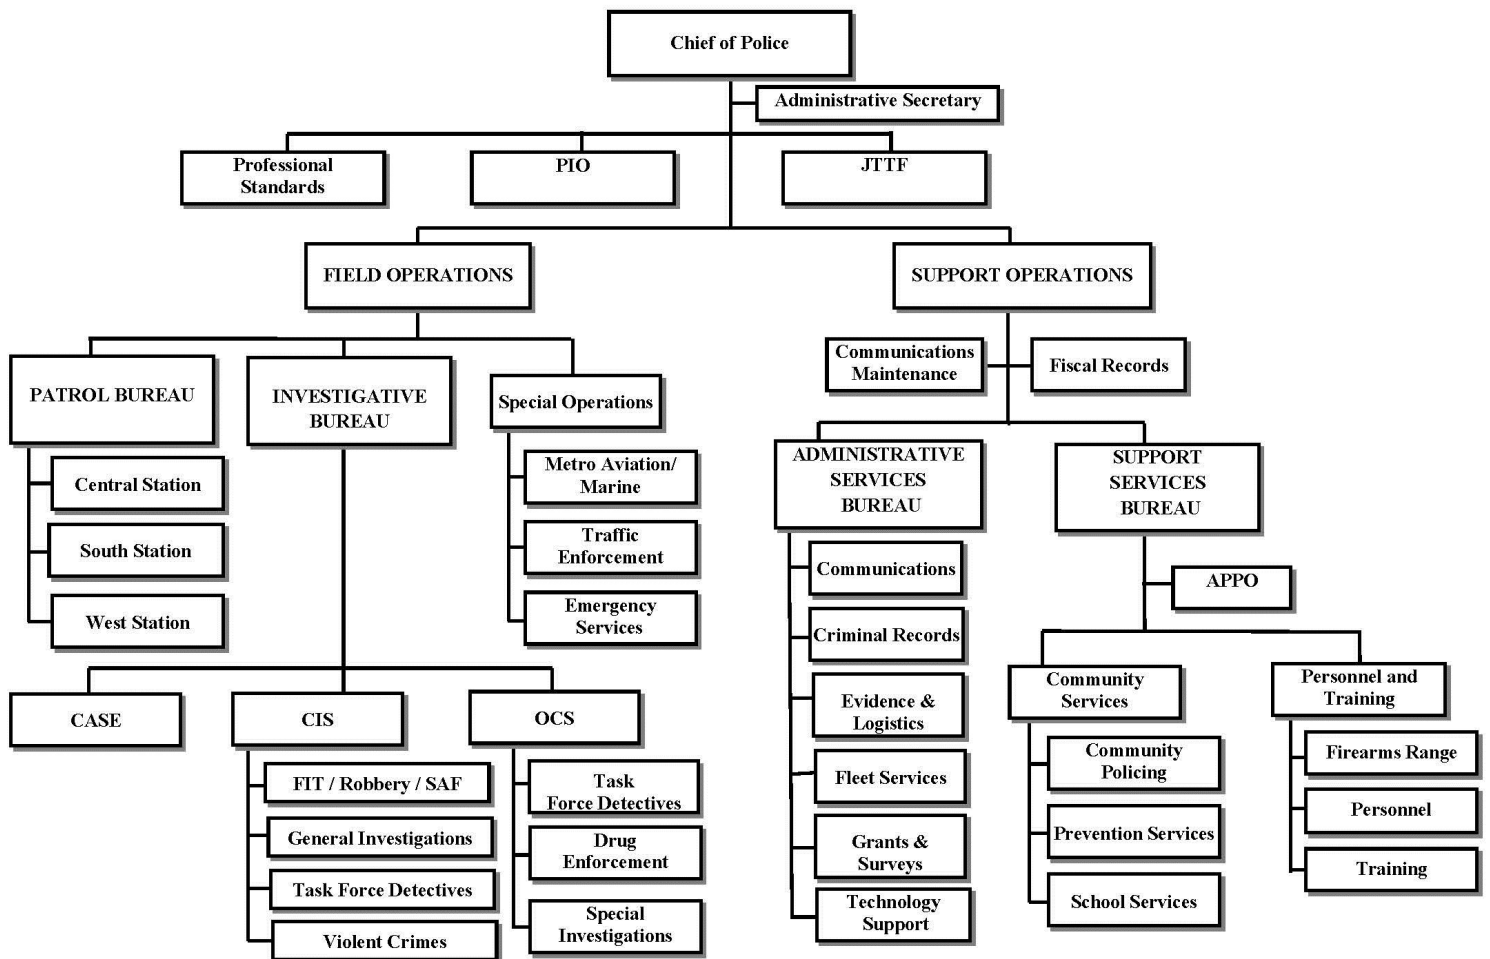 Chief of Police
Administrative Secretary
Professional
Standards
PIO
JTTF
FIELD OPERATIONS
SUPPORT OPERATIONS
Communications
Maintenance
Fiscal Records
PATROL BUREAU
INVESTIGATIVE
BUREAU
Special Operations
Central Station
South Station
West Station
Metro Aviation/
Marine
Traffic
Enforcement
Emergency
Services
CASE
CIS
OCS
FIT / Robbery / SAF
General Investigations
Task Force Detectives
Violent Crimes
Task
Force Detectives
Drug
Enforcement
Special
Investigations
ADMINISTRATIVE
SERVICES
BUREAU
SUPPORT
SERVICES
BUREAU
Communications
Criminal Records
Evidence &
Logistics
Fleet Services
Grants &
Surveys
Technology
Support
APPO
Community
Services
Personnel and
Training
Community
Policing
Prevention Services
School Services
Firearms Range
Personnel
Training